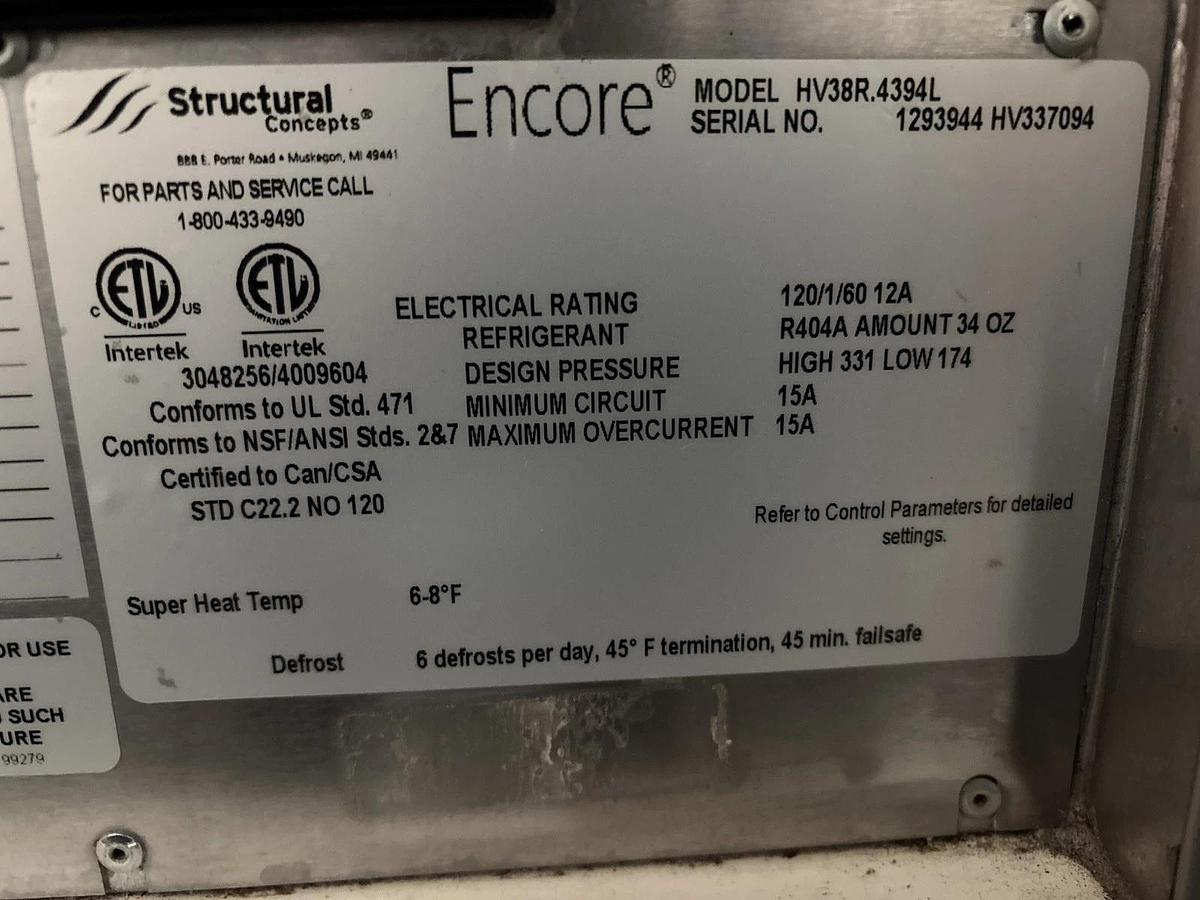 Structural
Concepts®
888 E. Porter Road • Muskegon, MI 49441
FOR PARTS AND SERVICE CALL
1-800-433-9490
Encore®
MODEL HV38R.4394L
SERIAL NO. 1293944 HV337094
C ETL US
LISTED
Intertek
ETL
SANITATION LISTED
Intertek
3048256/4009604
Conforms to UL Std. 471
Conforms to NSF/ANSI Stds. 2&7
Certified to Can/CSA
STD C22.2 NO 120
ELECTRICAL RATING 120/1/60 12A
REFRIGERANT R404A AMOUNT 34 OZ
DESIGN PRESSURE HIGH 331 LOW 174
MINIMUM CIRCUIT 15A
MAXIMUM OVERCURRENT 15A
Refer to Control Parameters for detailed
settings.
Super Heat Temp 6-8°F
Defrost 6 defrosts per day, 45° F termination, 45 min. failsafe
OR USE
ARE
SUCH
URE
99279